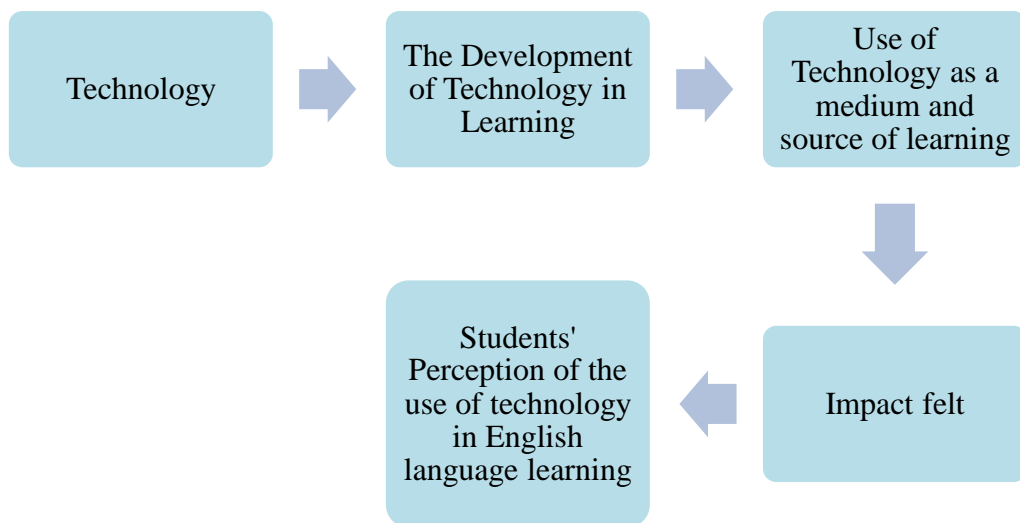 Technology
The Development
of Technology in
Learning
Use of
Technology as a
medium and
source of learning
Impact felt
Students'
Perception of the
use of technology
in English
language learning